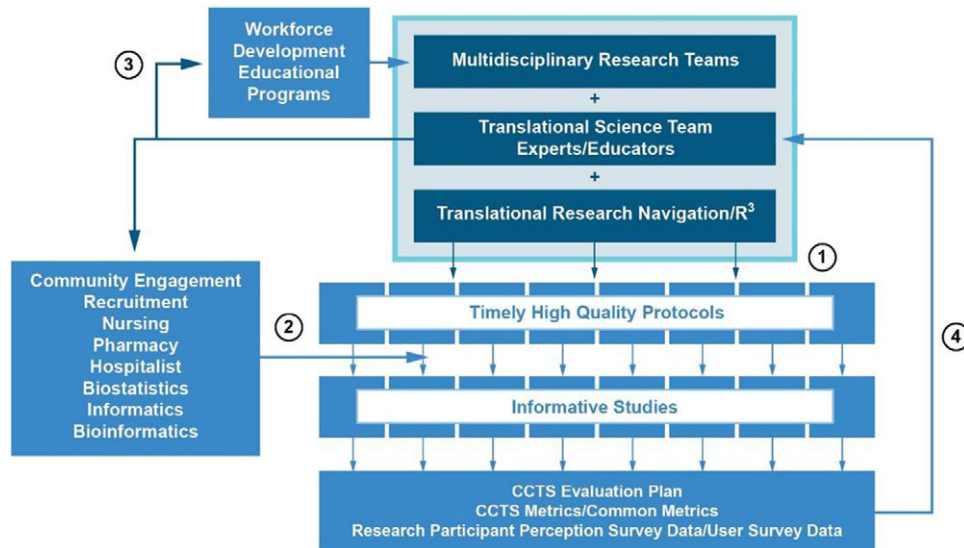 Workforce
Development
Educational
Programs
3
Multidisciplinary Research Teams
+
Translational Science Team
Experts/Educators
+
Translational Research Navigation/R³
1
Community Engagement
Recruitment
Nursing
Pharmacy
Hospitalist
Biostatistics
Informatics
Bioinformatics
2
Timely High Quality Protocols
4
Informative Studies
CCTS Evaluation Plan
CCTS Metrics/Common Metrics
Research Participant Perception Survey Data/User Survey Data